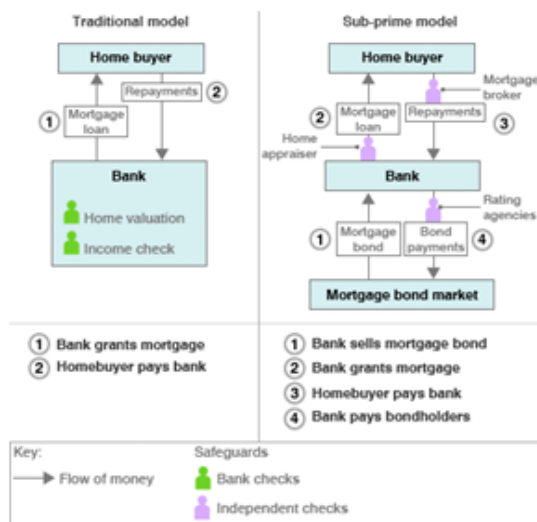 Traditional model
Home buyer
1
Mortgage
loan
Repayments
2
Bank
Home valuation
Income check
1 Bank grants mortgage
2 Homebuyer pays bank
Sub-prime model
Home buyer
Mortgage
broker
2
Mortgage
loan
Repayments
3
Home
appraiser
Bank
Rating
agencies
1
Mortgage
bond
Bond
payments
4
Mortgage bond market
1 Bank sells mortgage bond
2 Bank grants mortgage
3 Homebuyer pays bank
4 Bank pays bondholders
Key:
Flow of money
Safeguards
Bank checks
Independent checks